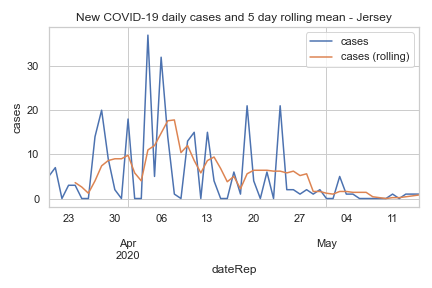 New COVID-19 daily cases and 5 day rolling mean - Jersey
cases
cases (rolling)
cases
30
20
10
0
23
30
06
13
20
27
04
11
Apr
2020
May
dateRep